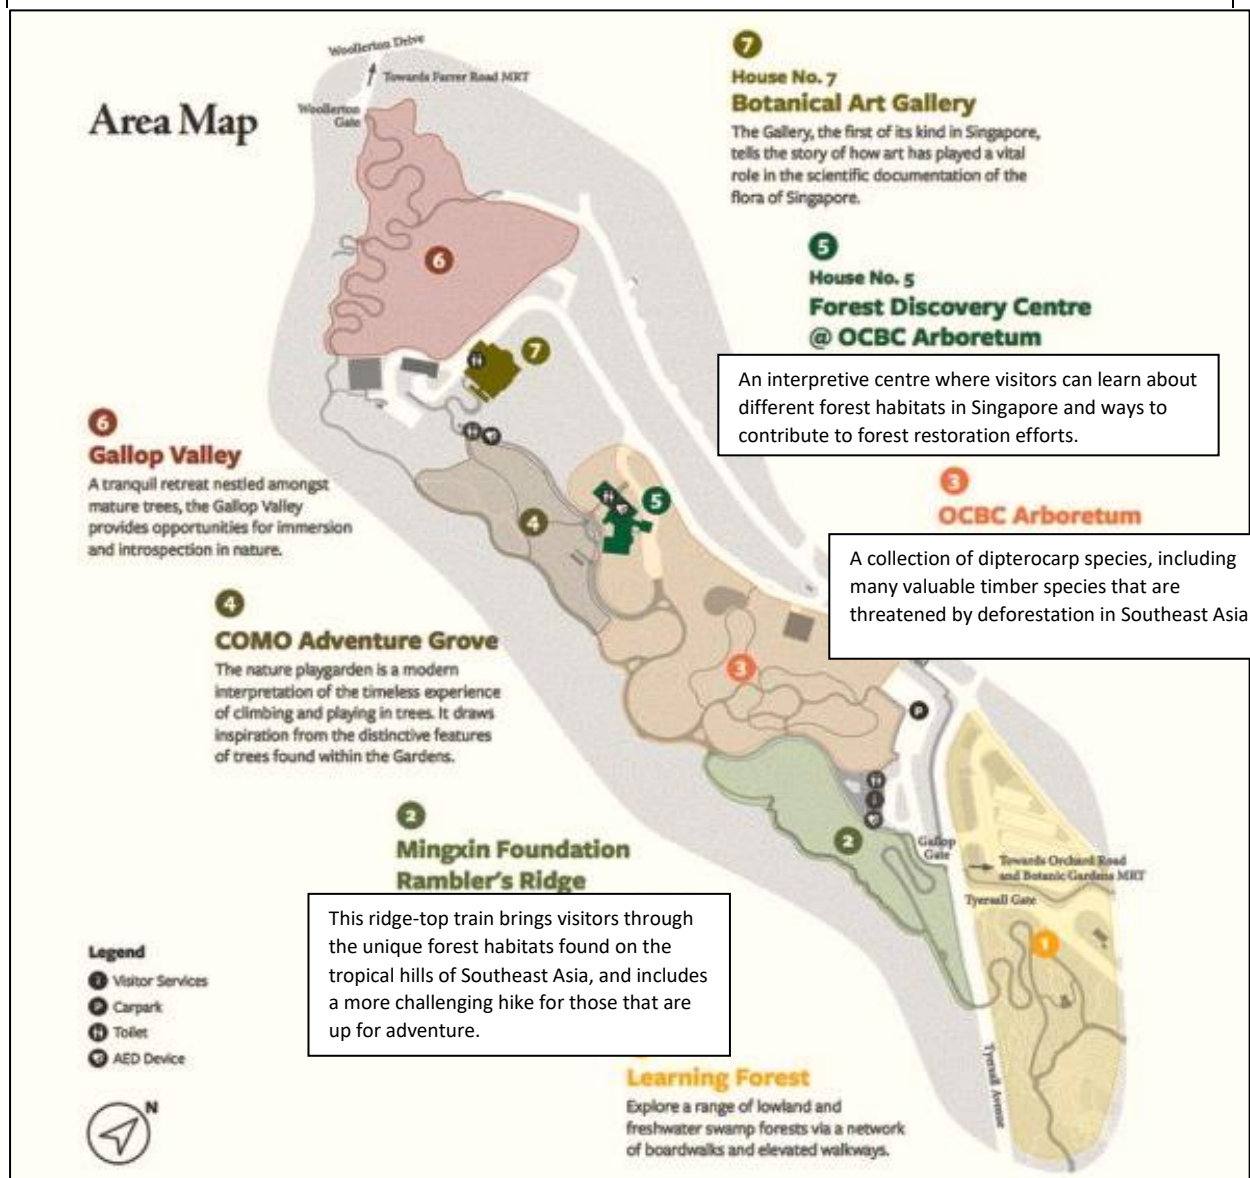 Woollerton Drive
Towards Farrer Road MRT
Woollerton
Gate
Area Map
7
House No. 7
Botanical Art Gallery
The Gallery, the first of its kind in Singapore,
tells the story of how art has played a vital
role in the scientific documentation of the
flora of Singapore.
5
House No. 5
Forest Discovery Centre
@ OCBC Arboretum
An interpretive centre where visitors can learn about
different forest habitats in Singapore and ways to
contribute to forest restoration efforts.
6
7
6
Gallop Valley
A tranquil retreat nestled amongst
mature trees, the Gallop Valley
provides opportunities for immersion
and introspection in nature.
3
OCBC Arboretum
A collection of dipterocarp species, including
many valuable timber species that are
threatened by deforestation in Southeast Asia
5
4
4
COMO Adventure Grove
The nature playgarden is a modern
interpretation of the timeless experience
of climbing and playing in trees. It draws
inspiration from the distinctive features
of trees found within the Gardens.
3
P
2
Mingxin Foundation
Rambler's Ridge
This ridge-top train brings visitors through
the unique forest habitats found on the
tropical hills of Southeast Asia, and includes
a more challenging hike for those that are
up for adventure.
2
Gallop
Gate
Towards Orchard Road
and Botanic Gardens MRT
Tyersall Gate
1
Tyersall Avenue
Legend
i Visitor Services
P Carpark
Toilet
AED Device
N
Learning Forest
Explore a range of lowland and
freshwater swamp forests via a network
of boardwalks and elevated walkways.